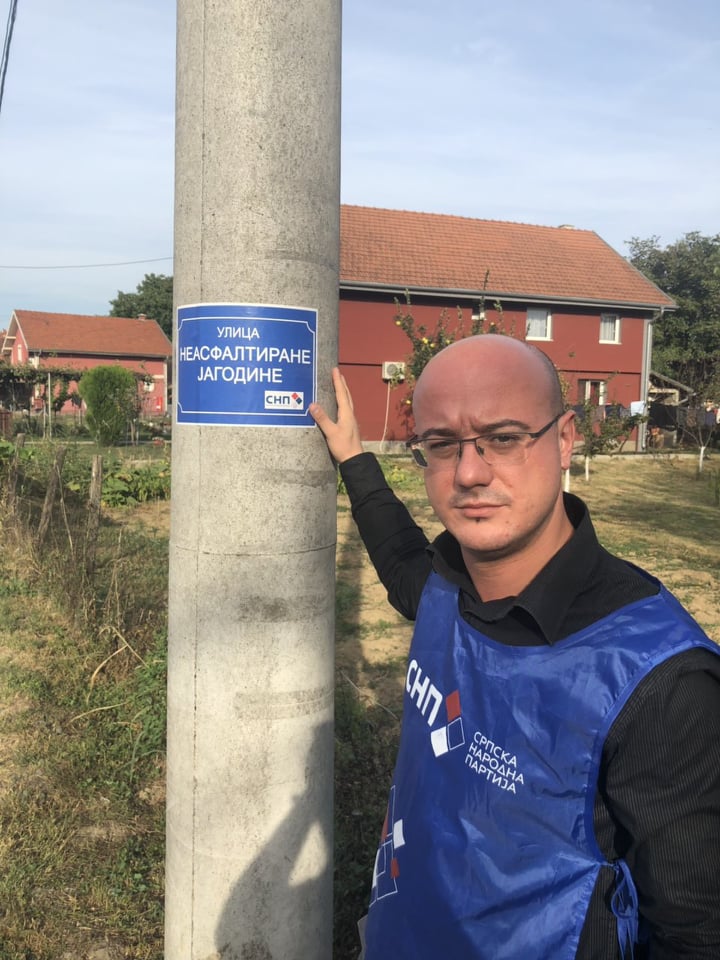 УЛИЦА
НЕАСФАЛТИРАНЕ
ЈАГОДИНЕ
СНП
СНП
СРПСКА
НАРОДНА
ПАРТИЈА